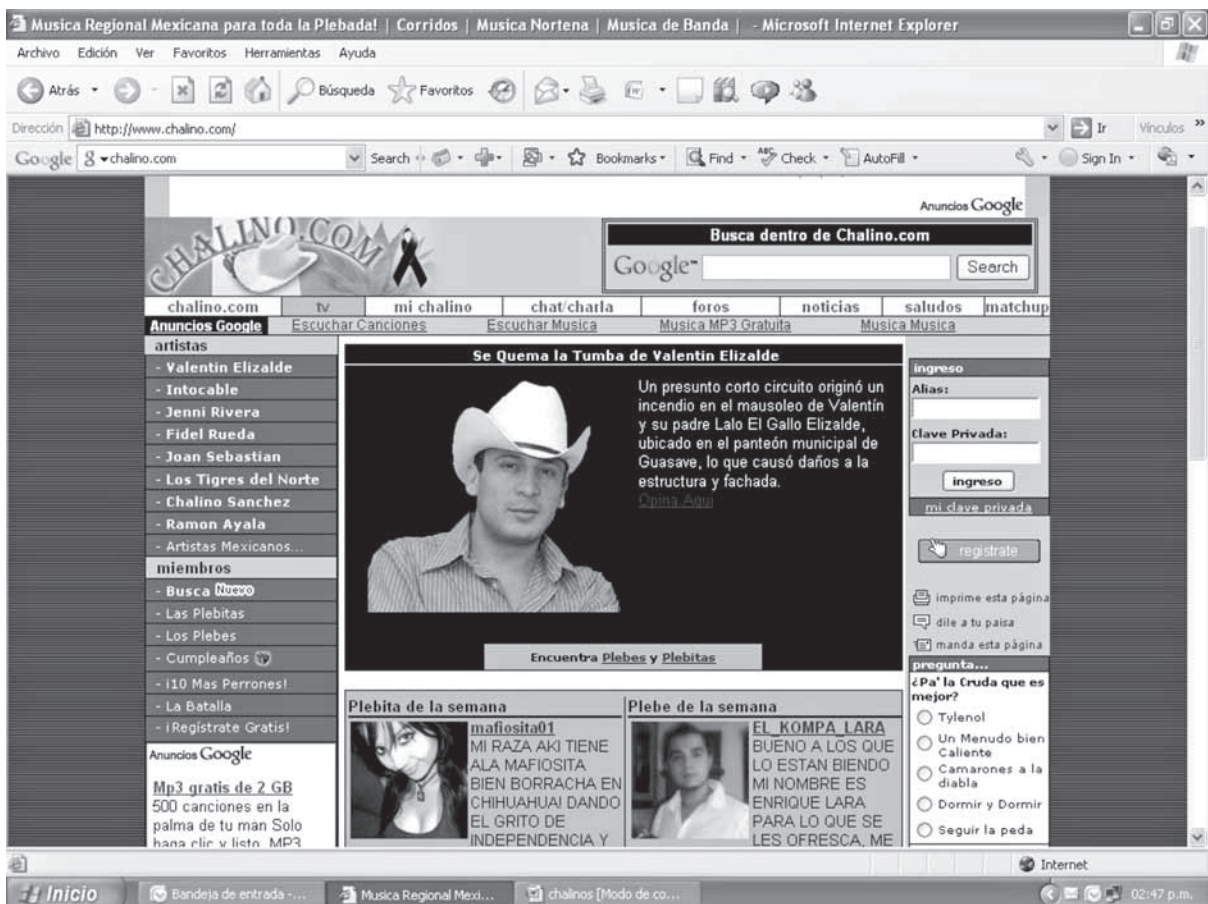 Musica Regional Mexicana para toda la Plebada! | Corridos | Musica Nortena | Musica de Banda | - Microsoft Internet Explorer
Archivo Edición Ver Favoritos Herramientas Ayuda
Atrás Búsqueda Favoritos
Dirección http://www.chalino.com/ Ir Vínculos
Google chalino.com Search Bookmarks Find Check AutoFill Sign In
Anuncios Google
CHALINO.COM
Busca dentro de Chalino.com
Google Search
chalino.com tv mi chalino chat/charla foros noticias saludos matchup
Anuncios Google Escuchar Canciones Escuchar Musica Musica MP3 Gratuita Musica Musica
artistas
- Valentin Elizalde
- Intocable
- Jenni Rivera
- Fidel Rueda
- Joan Sebastian
- Los Tigres del Norte
- Chalino Sanchez
- Ramon Ayala
- Artistas Mexicanos...
miembros
- Busca Nuevo
- Las Plebitas
- Los Plebes
- Cumpleaños
- ¡10 Mas Perrones!
- La Batalla
- ¡Regístrate Gratis!
Anuncios Google
Mp3 gratis de 2 GB
500 canciones en la
palma de tu man Solo
haga clic y listo. MP3
Se Quema la Tumba de Valentin Elizalde
Un presunto corto circuito originó un
incendio en el mausoleo de Valentín
y su padre Lalo El Gallo Elizalde,
ubicado en el panteón municipal de
Guasave, lo que causó daños a la
estructura y fachada.
Opina Aqui
Encuentra Plebes y Plebitas
Plebita de la semana
mafiosita01
MI RAZA AKI TIENE
ALA MAFIOSITA
BIEN BORRACHA EN
CHIHUAHUA! DANDO
EL GRITO DE
INDEPENDENCIA Y
Plebe de la semana
EL_KOMPA_LARA
BUENO A LOS QUE
LO ESTAN BIENDO
MI NOMBRE ES
ENRIQUE LARA
PARA LO QUE SE
LES OFRESCA, ME
ingreso
Alias:
Clave Privada:
ingreso
mi clave privada
registrate
imprime esta página
dile a tu paisa
manda esta página
pregunta...
¿Pa' la Cruda que es
mejor?
Tylenol
Un Menudo bien
Caliente
Camarones a la
diabla
Dormir y Dormir
Seguir la peda
Internet
Inicio Bandeja de entrada -... Musica Regional Mexi... chalinos [Modo de co... 02:47 p.m.